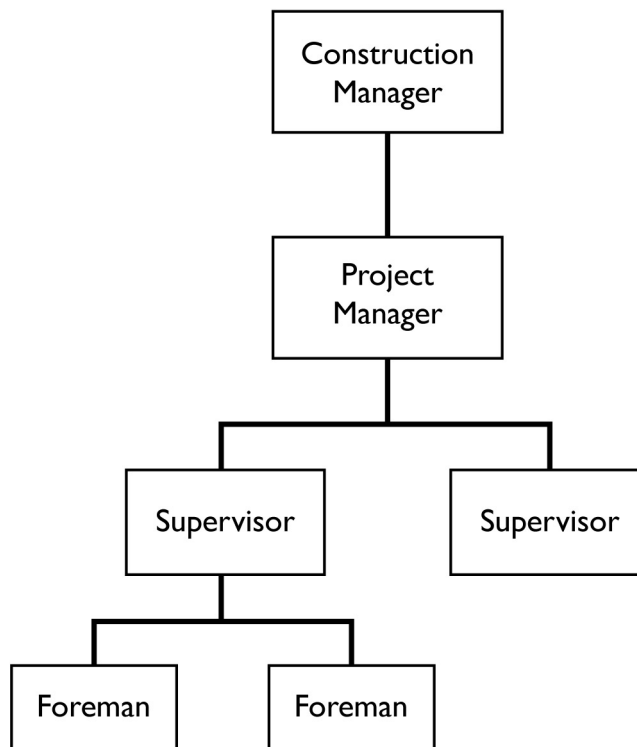 Construction
Manager
Project
Manager
Supervisor
Supervisor
Foreman
Foreman